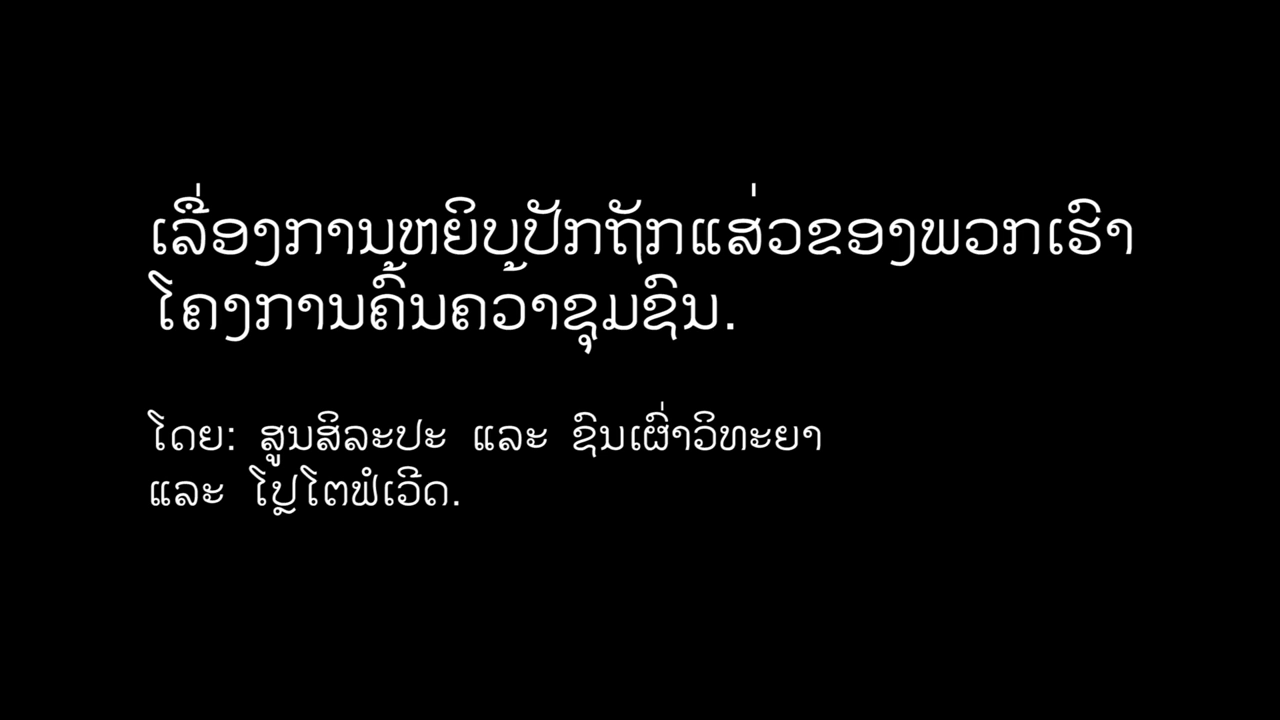 ເລື່ອງການຫຍິບປັກຖັກແສ່ວຂອງພວກເຮົາ
ໂຄງການຄົ້ນຄວ້າຊຸມຊົນ.
ໂດຍ: ສູນສິລະປະ ແລະ ຊົນເຜົ່າວິທະຍາ
ແລະ ໂປຼໂຕຟໍເວີດ.